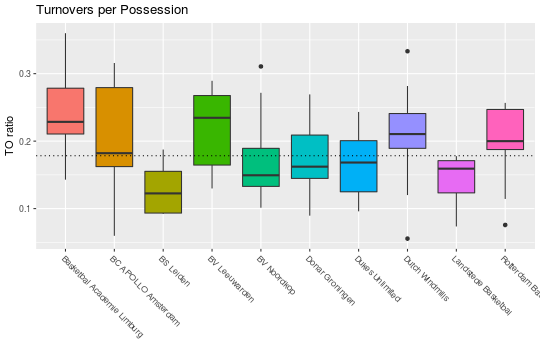 Turnovers per Possession
TO ratio
0.3
0.2
0.1
Basketbal Academie Limburg
BC APOLLO Amsterdam
BS Leiden
BV Leeuwarden
BV Noordkop
Donar Groningen
Dukes Unlimited
Dutch Windmills
Landstede Basketbal
Rotterdam Bas